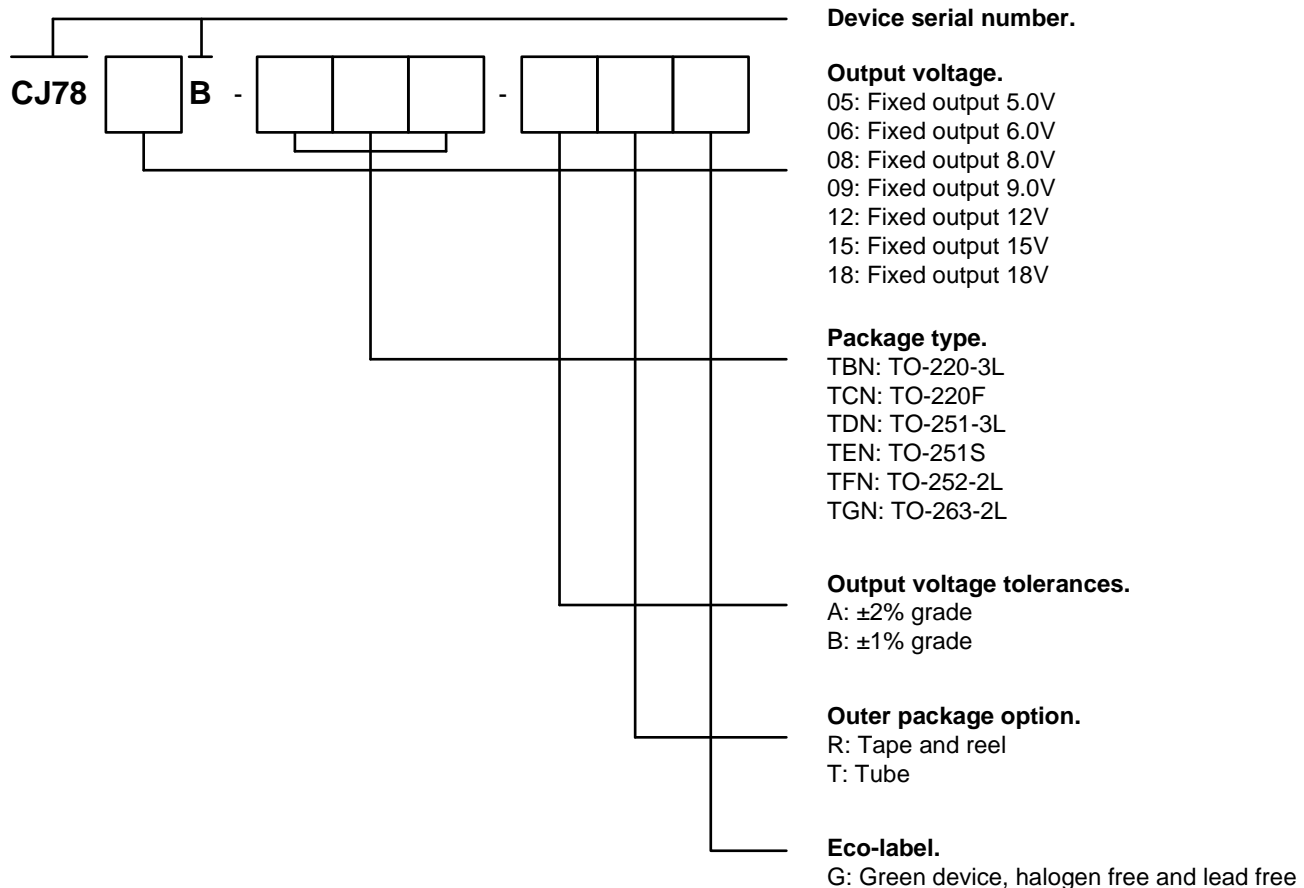 Device serial number.
CJ78 B - -
Output voltage.
05: Fixed output 5.0V
06: Fixed output 6.0V
08: Fixed output 8.0V
09: Fixed output 9.0V
12: Fixed output 12V
15: Fixed output 15V
18: Fixed output 18V
Package type.
TBN: TO-220-3L
TCN: TO-220F
TDN: TO-251-3L
TEN: TO-251S
TFN: TO-252-2L
TGN: TO-263-2L
Output voltage tolerances.
A: ±2% grade
B: ±1% grade
Outer package option.
R: Tape and reel
T: Tube
Eco-label.
G: Green device, halogen free and lead free